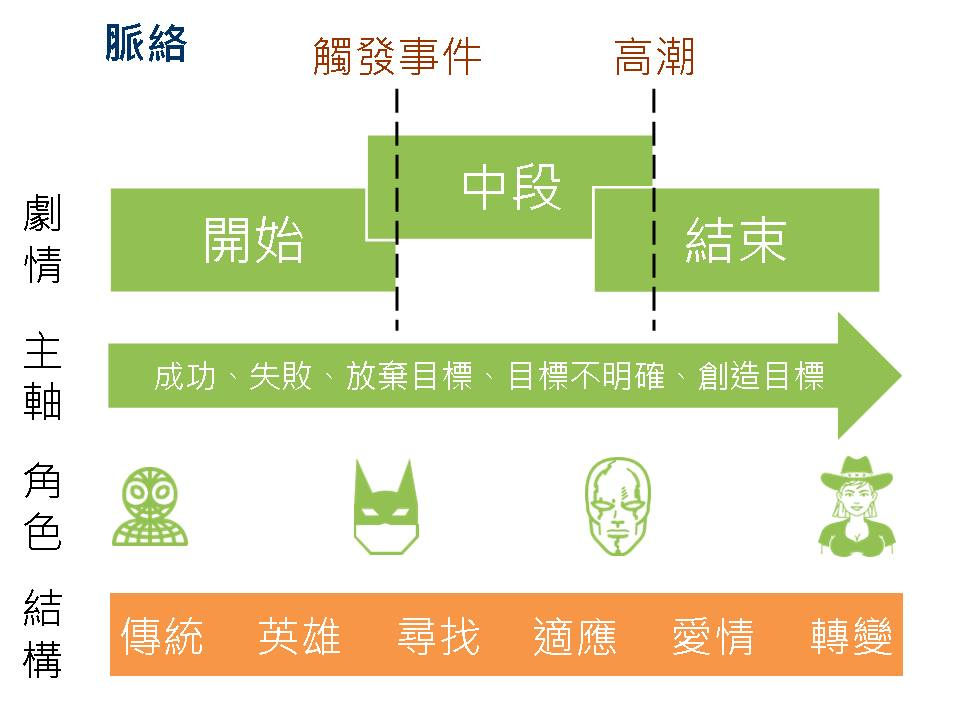 脈絡
觸發事件
高潮
劇情
開始
中段
結束
主軸
成功、失敗、放棄目標、目標不明確、創造目標
角色
結構
傳統 英雄 尋找 適應 愛情 轉變